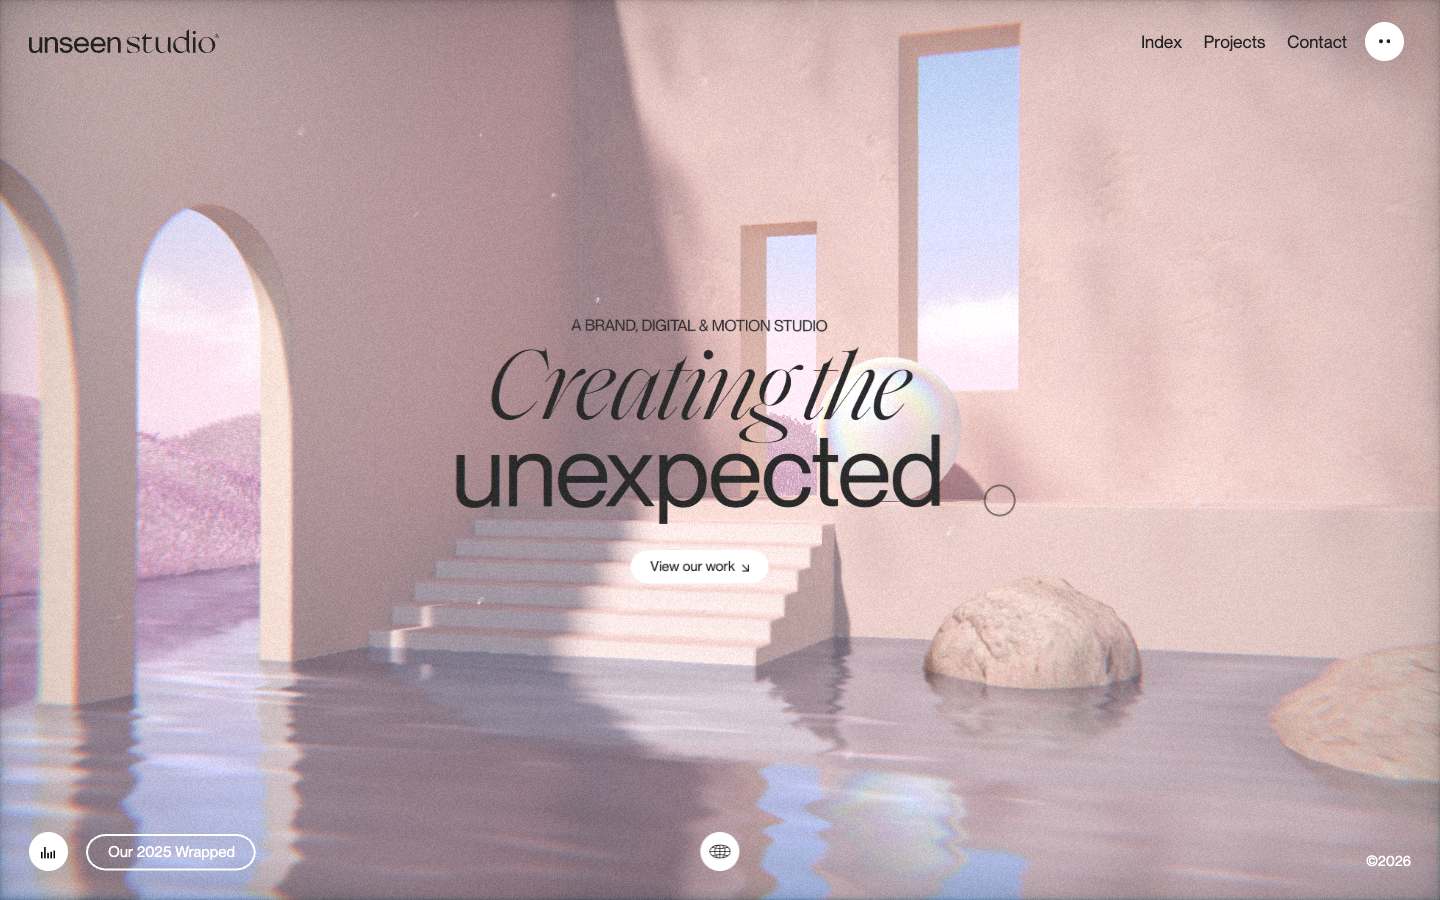 unseen studio
Index
Projects
Contact
A BRAND, DIGITAL & MOTION STUDIO
Creating the
unexpected
View our work
Our 2025 Wrapped
©2026